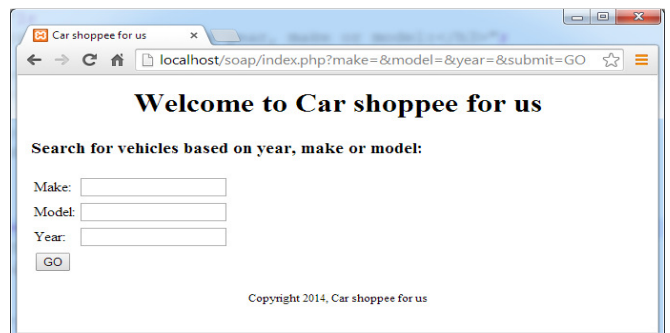 Car shoppee for us
localhost/soap/index.php?make=&model=&year=&submit=GO
Welcome to Car shoppee for us
Search for vehicles based on year, make or model:
Make:
Model:
Year:
GO
Copyright 2014, Car shoppee for us